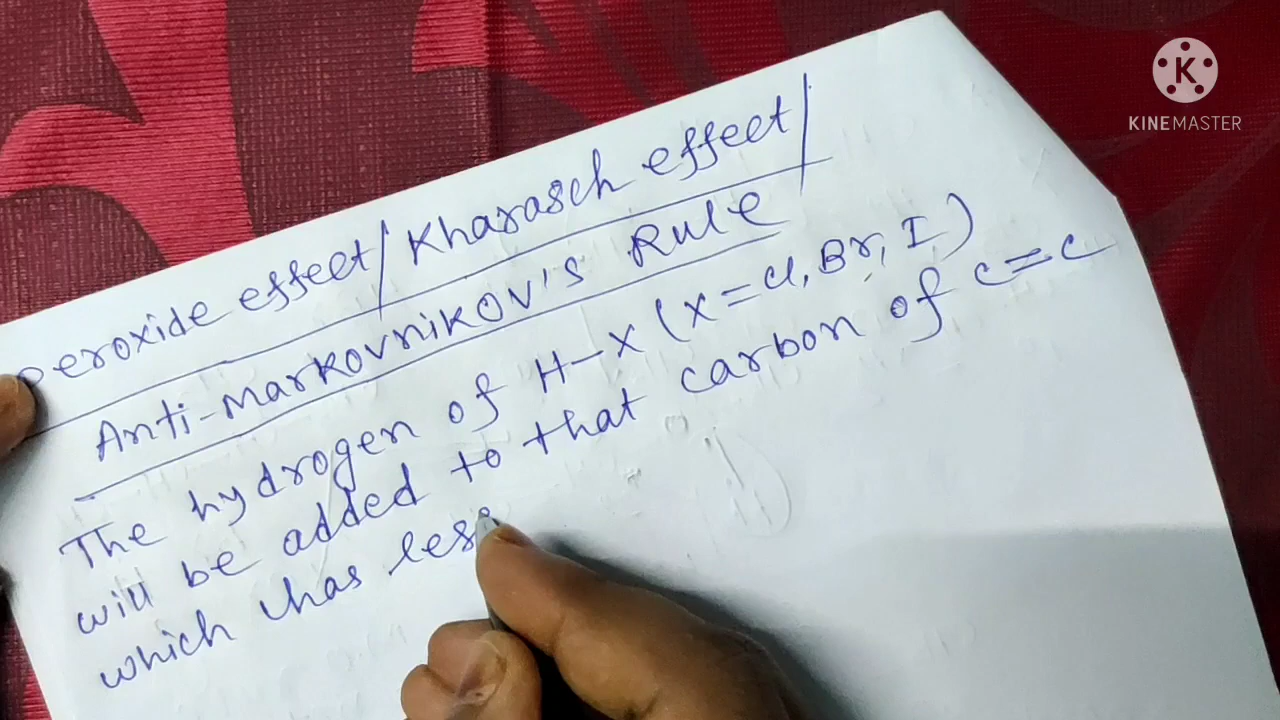 Peroxide effect/Kharasch effect/
Anti-Markovnikov's Rule
The hydrogen of H-X (X=Cl, Br, I)
will be added to that carbon of C=C
which has less
K
KINEMASTER